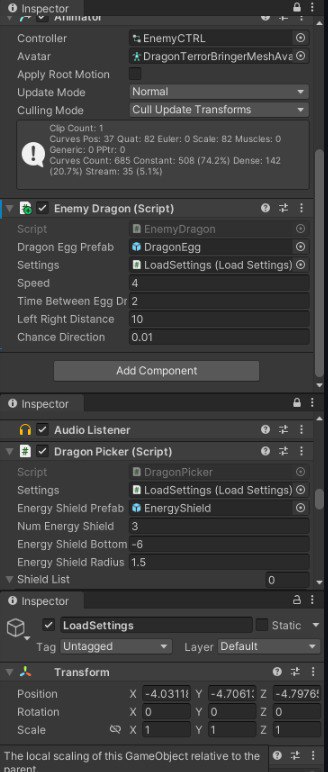 Inspector
Animator
Controller EnemyCTRL
Avatar DragonTerrorBringerMeshAva
Apply Root Motion
Update Mode Normal
Culling Mode Cull Update Transforms
Clip Count: 1
Curves Pos: 37 Quat: 82 Euler: 0 Scale: 82 Muscles: 0
Generic: 0 PPtr: 0
Curves Count: 685 Constant: 508 (74.2%) Dense: 142
(20.7%) Stream: 35 (5.1%)
Enemy Dragon (Script)
Script EnemyDragon
Dragon Egg Prefab DragonEgg
Settings LoadSettings (Load Settings)
Speed 4
Time Between Egg Dr 2
Left Right Distance 10
Chance Direction 0.01
Add Component
Inspector
Audio Listener
Dragon Picker (Script)
Script DragonPicker
Settings LoadSettings (Load Settings)
Energy Shield Prefab EnergyShield
Num Energy Shield 3
Energy Shield Bottom -6
Energy Shield Radius 1.5
Shield List 0
Inspector
LoadSettings Static
Tag Untagged Layer Default
Transform
Position X -4.03118 Y -4.7061 Z -4.9765
Rotation X 0 Y 0 Z 0
Scale X 1 Y 1 Z 1
The local scaling of this GameObject relative to the
parent